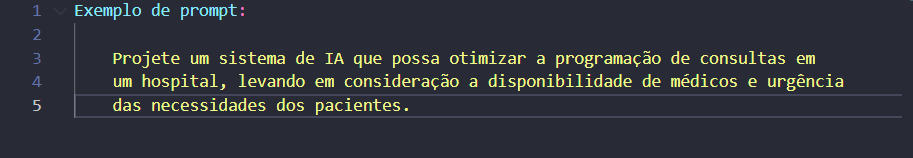 1 Exemplo de prompt:
2
3 Projete um sistema de IA que possa otimizar a programação de consultas em
4 um hospital, levando em consideração a disponibilidade de médicos e urgência
5 das necessidades dos pacientes.